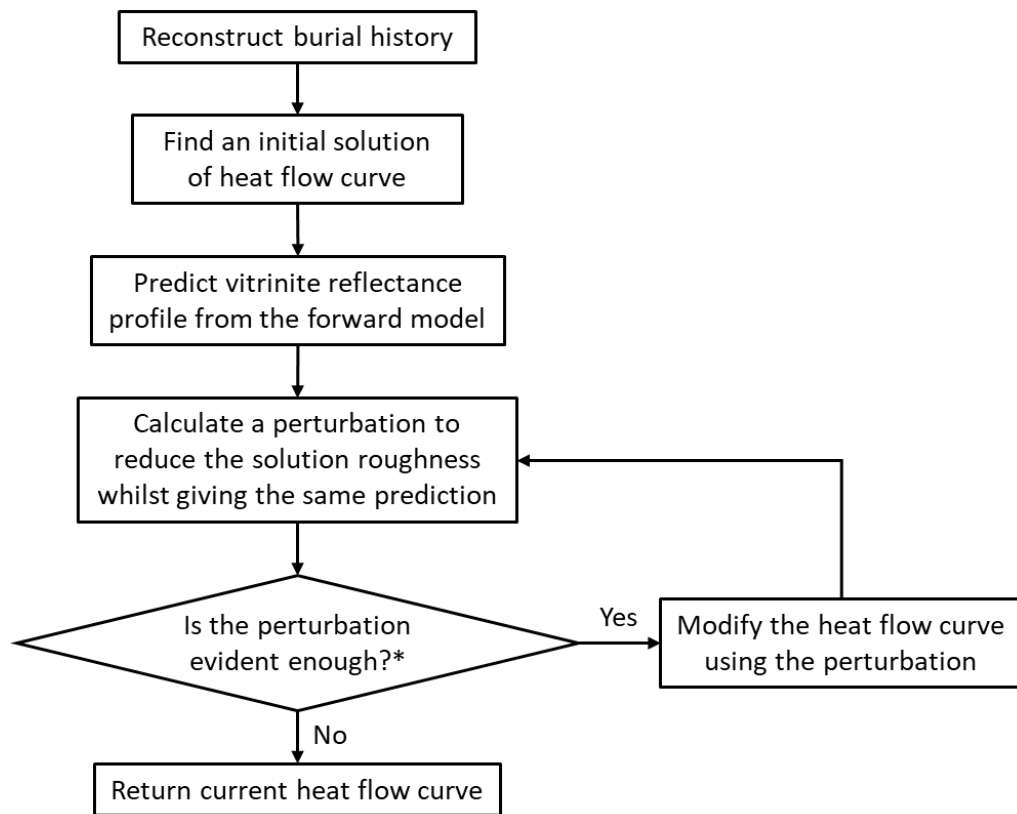 Reconstruct burial history
Find an initial solution
of heat flow curve
Predict vitrinite reflectance
profile from the forward model
Calculate a perturbation to
reduce the solution roughness
whilst giving the same prediction
Is the perturbation
evident enough?*
Yes
Modify the heat flow curve
using the perturbation
No
Return current heat flow curve